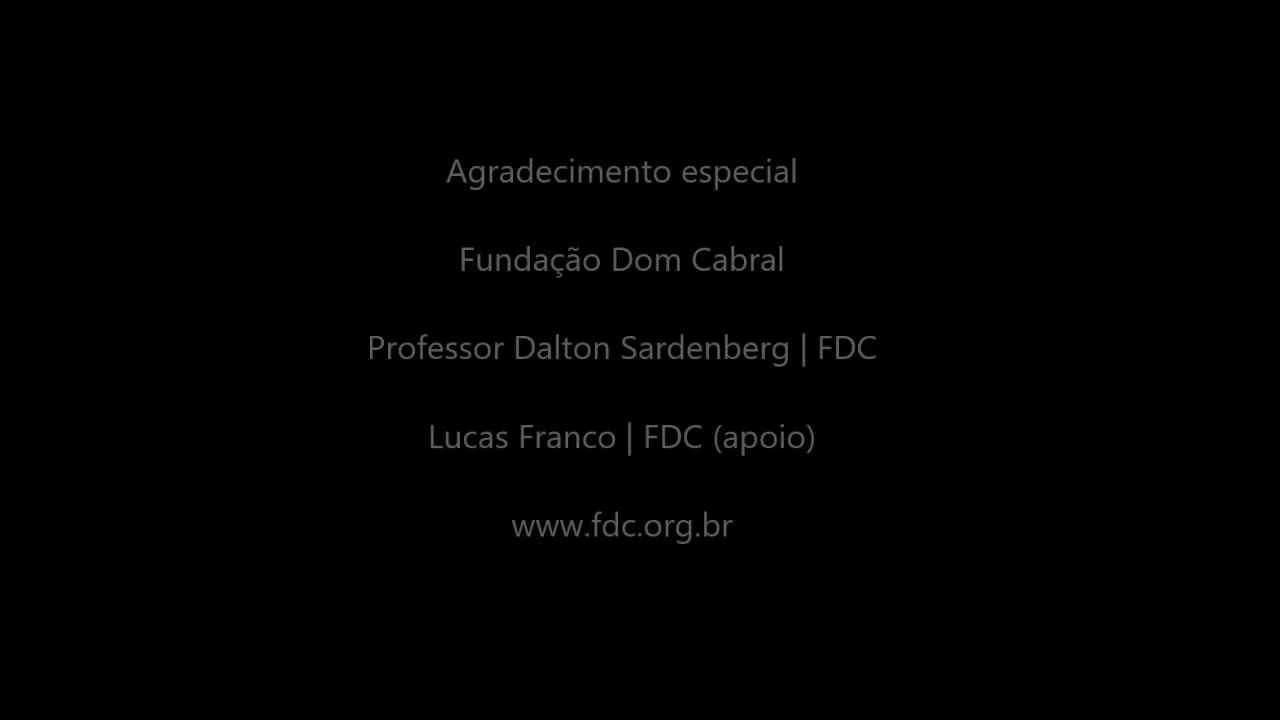 Agradecimento especial
Fundação Dom Cabral
Professor Dalton Sardenberg | FDC
Lucas Franco | FDC (apoio)
www.fdc.org.br